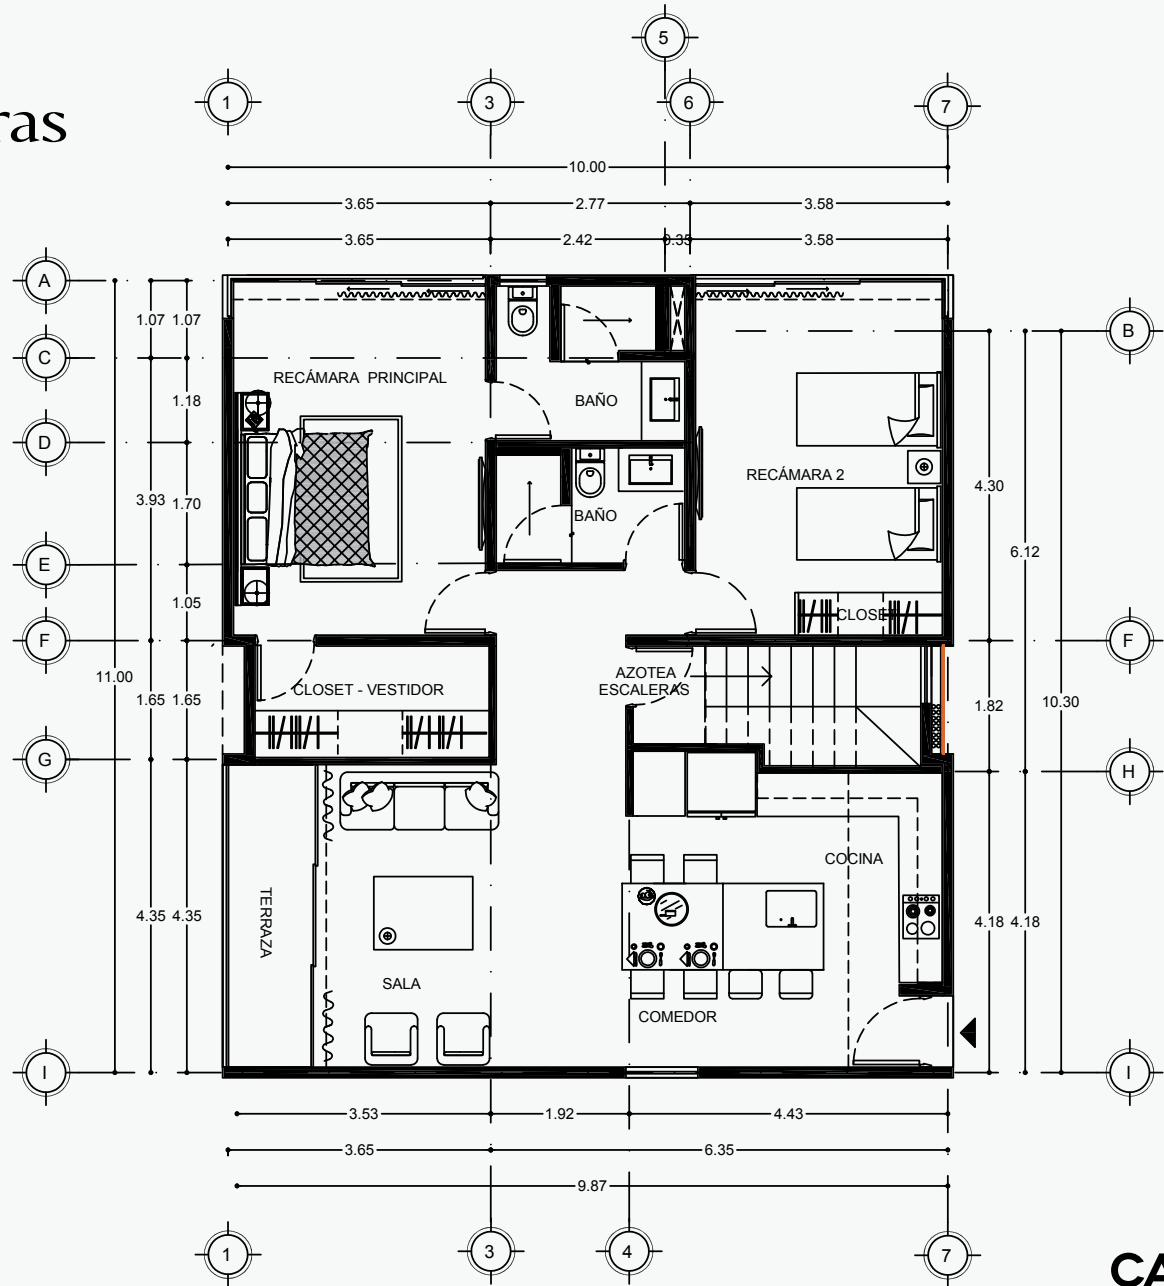 5
1
3
6
7
ras
10.00
3.65
2.77
3.58
3.65
2.42
0.35
3.58
A
B
1.07
1.07
C
RECÁMARA PRINCIPAL
BAÑO
1.18
D
RECÁMARA 2
3.93
1.70
4.30
BAÑO
6.12
E
1.05
CLOSET
F
F
11.00
AZOTEA
ESCALERAS
CLOSET - VESTIDOR
1.65
1.65
1.82
10.30
G
H
COCINA
TERRAZA
4.35
4.35
4.18
4.18
SALA
COMEDOR
I
I
3.53
1.92
4.43
3.65
6.35
9.87
1
3
4
7
CA